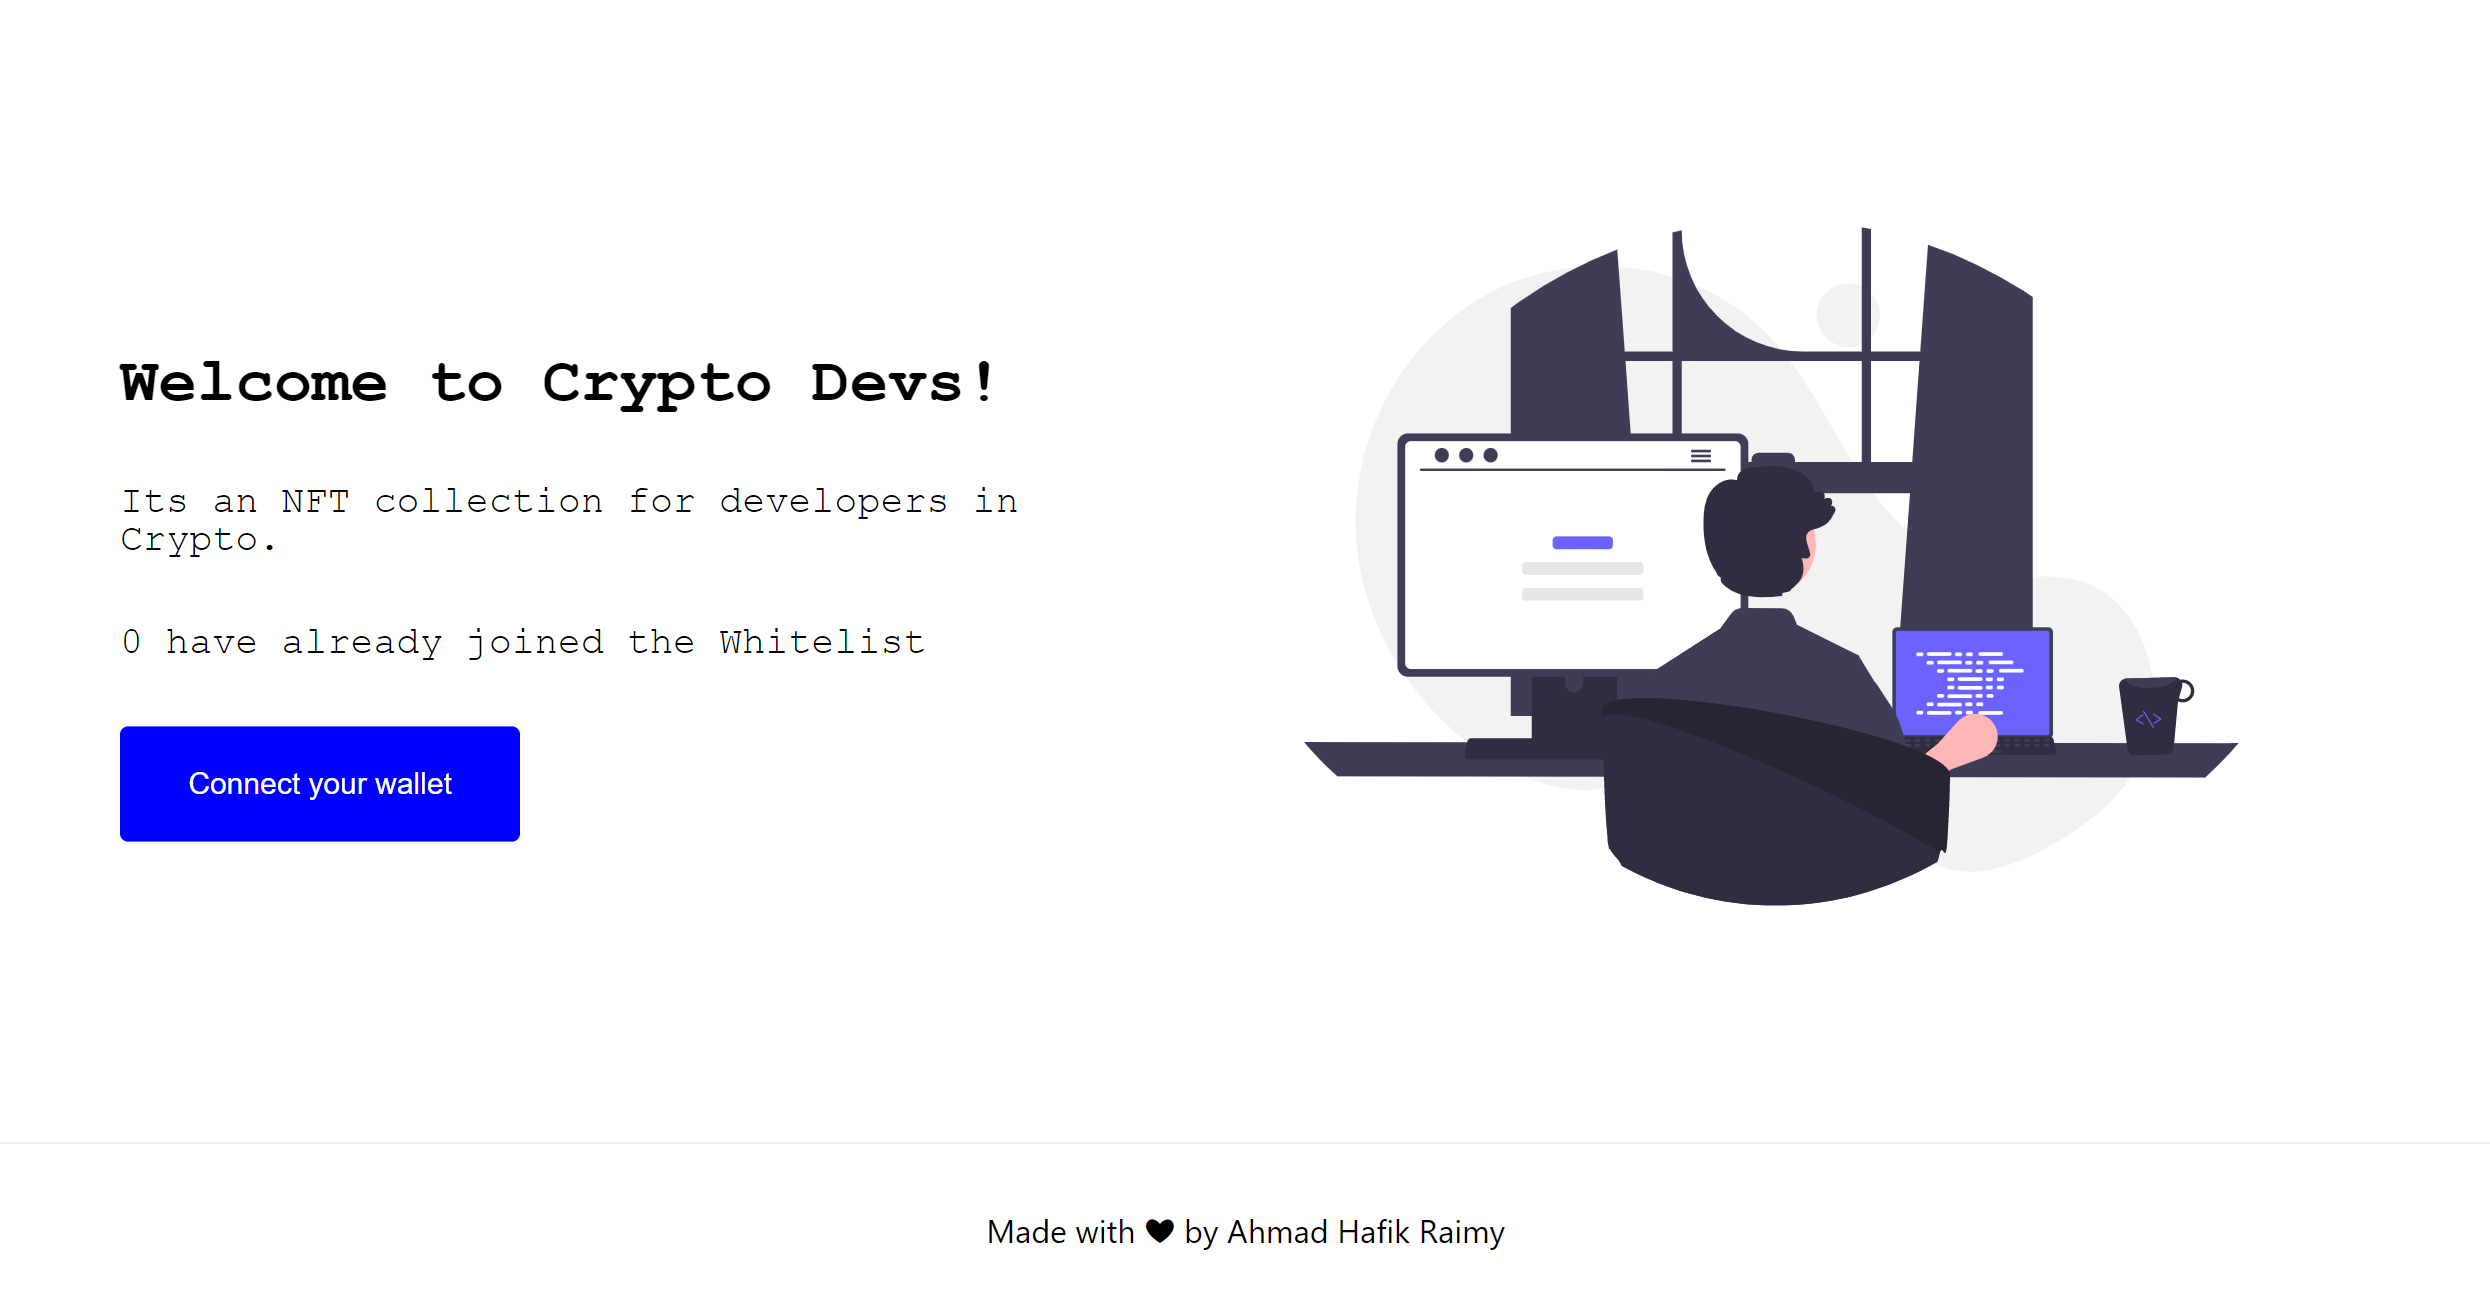 Welcome to Crypto Devs!
Its an NFT collection for developers in
Crypto.
0 have already joined the Whitelist
Connect your wallet
</>
Made with 🖤 by Ahmad Hafik Raimy